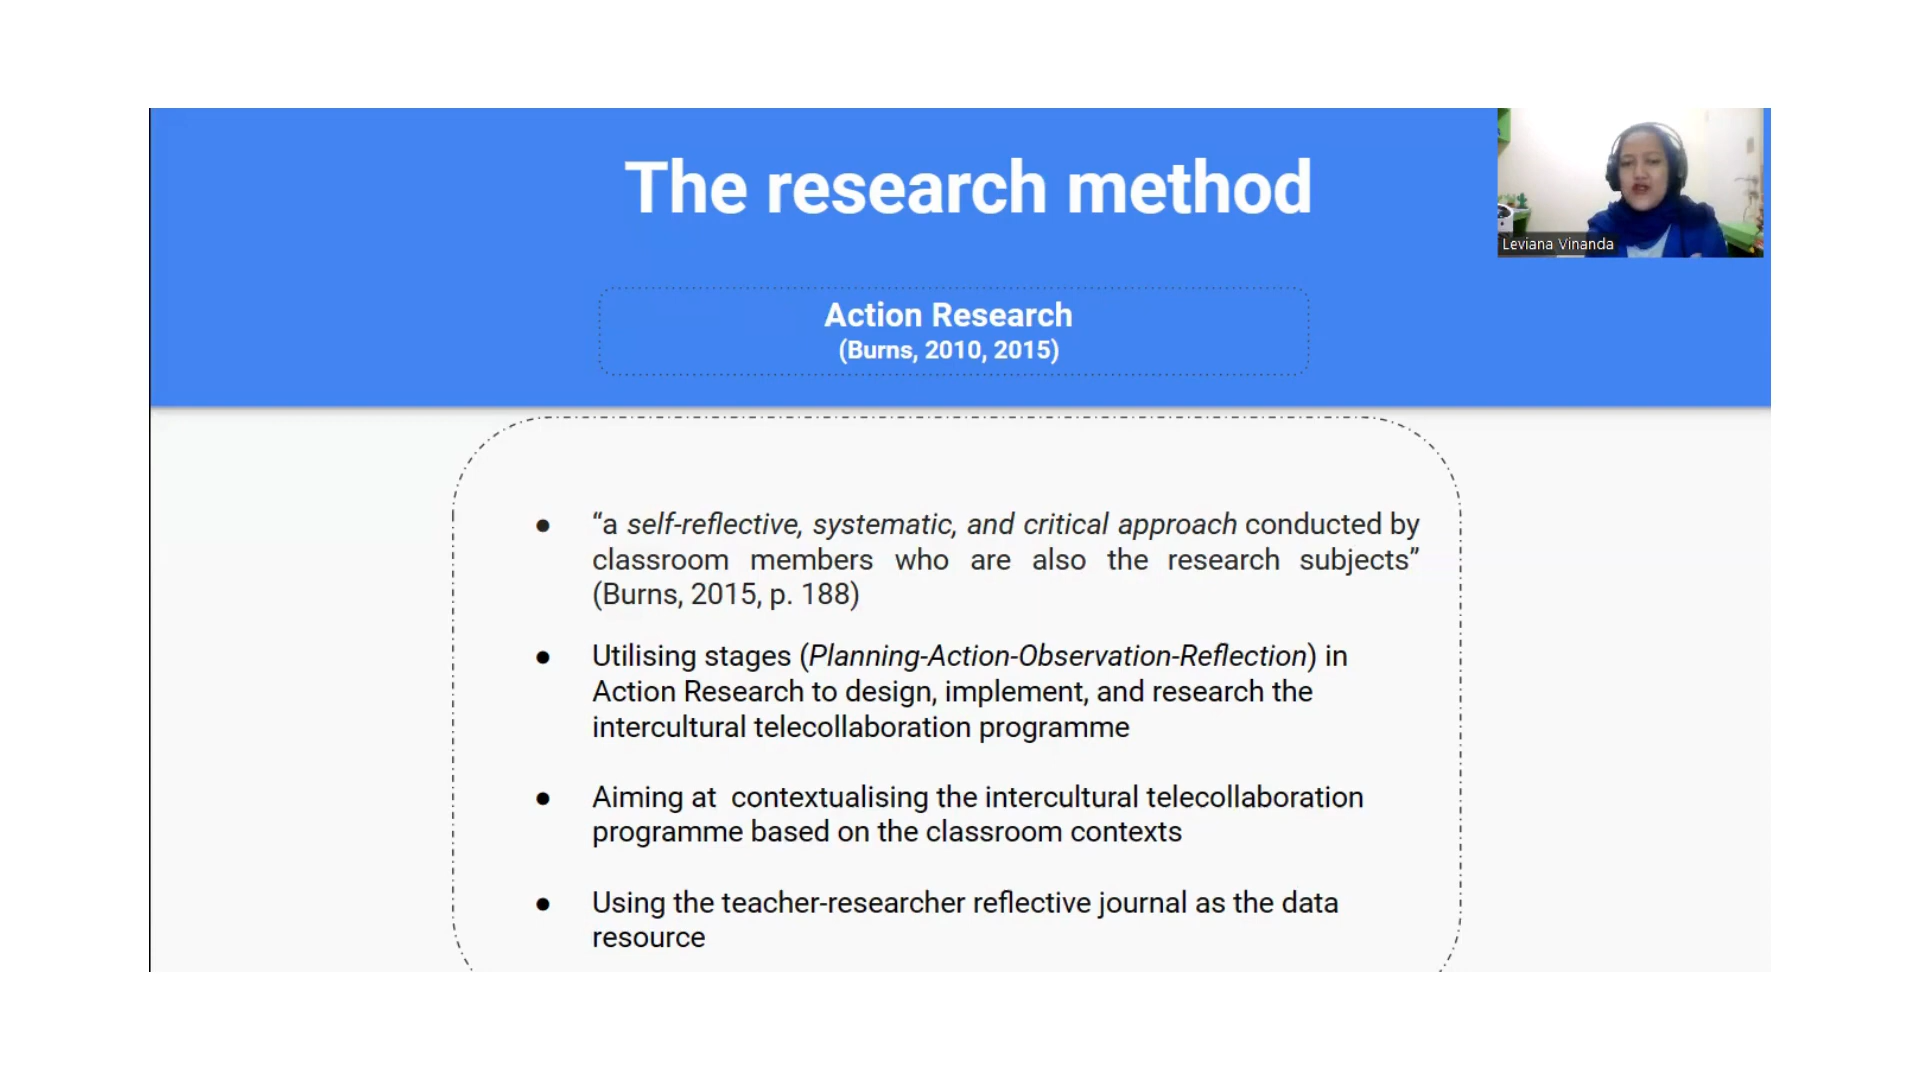 The research method
Leviana Vinanda
Action Research
(Burns, 2010, 2015)
● “a self-reflective, systematic, and critical approach conducted by
classroom members who are also the research subjects”
(Burns, 2015, p. 188)
● Utilising stages (Planning-Action-Observation-Reflection) in
Action Research to design, implement, and research the
intercultural telecollaboration programme
● Aiming at  contextualising the intercultural telecollaboration
programme based on the classroom contexts
● Using the teacher-researcher reflective journal as the data
resource